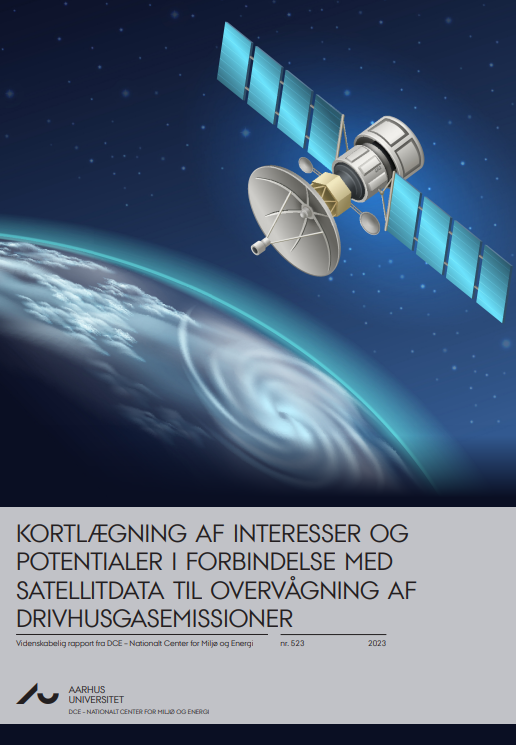 KORTLÆGNING AF INTERESSER OG
POTENTIALER I FORBINDELSE MED
SATELLITDATA TIL OVERVÅGNING AF
DRIVHUSGASEMISSIONER
Videnskabelig rapport fra DCE – Nationalt Center for Miljø og Energi nr. 523 2023
AARHUS
UNIVERSITET
DCE - NATIONALT CENTER FOR MILJØ OG ENERGI